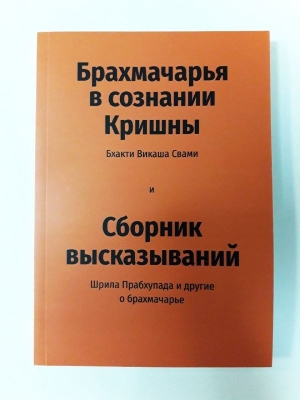 Брахмачарья
в сознании
Кришны
Бхакти Викаша Свами
и
Сборник
высказываний
Шрила Прабхупада и другие
о брахмачарье